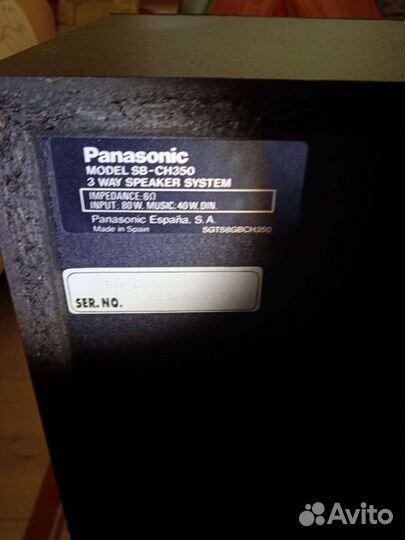 Panasonic
MODEL SB-CH350
3 WAY SPEAKER SYSTEM
IMPEDANCE: 6Ω
INPUT: 80W. MUSIC: 40W. DIN.
Panasonic España, S.A.
Made in Spain SGTS8GBCH350
SER. NO.
Avito